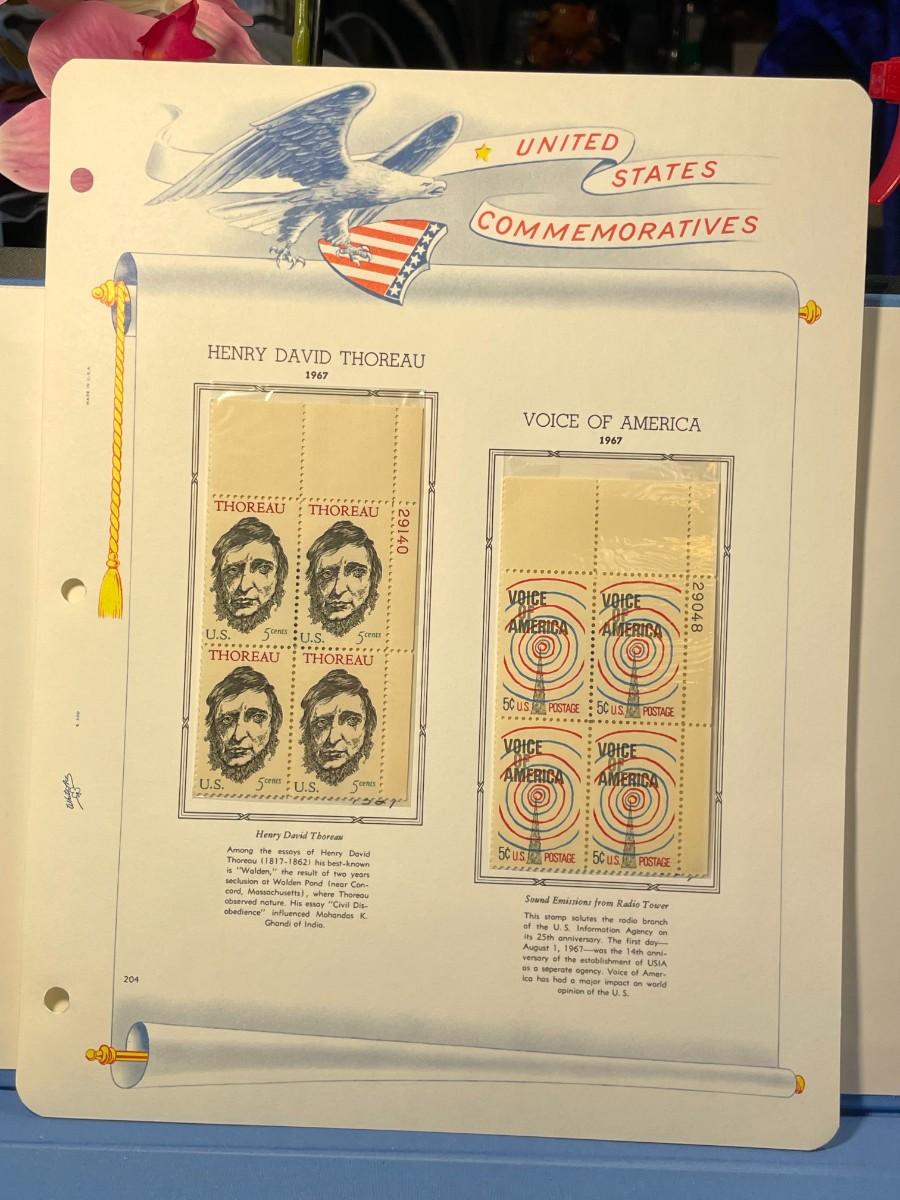 UNITED
STATES
COMMEMORATIVES
HENRY DAVID THOREAU
1967
THOREAU
U.S. 5 cents
THOREAU
U.S. 5 cents
29140
THOREAU
U.S. 5 cents
THOREAU
U.S. 5 cents
Henry David Thoreau
Among the essays of Henry David
Thoreau (1817-1862) his best-known
is "Walden," the result of two years
seclusion at Walden Pond (near Con-
cord, Massachusetts), where Thoreau
observed nature. His essay "Civil Dis-
obedience" influenced Mohandas K.
Ghandi of India.
VOICE OF AMERICA
1967
VOICE
OF
AMERICA
5¢ U.S. POSTAGE
VOICE
OF
AMERICA
5¢ U.S. POSTAGE
29048
VOICE
OF
AMERICA
5¢ U.S. POSTAGE
VOICE
OF
AMERICA
5¢ U.S. POSTAGE
Sound Emissions from Radio Tower
This stamp salutes the radio branch
of the U.S. Information Agency on
its 25th anniversary. The first day—
August 1, 1967—was the 14th anni-
versary of the establishment of USIA
as a seperate agency. Voice of Amer-
ica has had a major impact on world
opinion of the U. S.
204
MADE IN U.S.A.